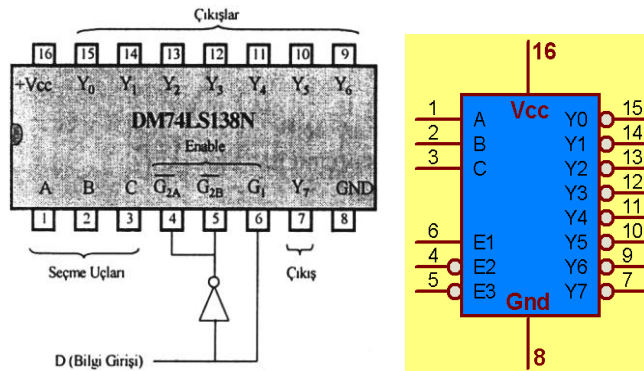 Çıkışlar
16 15 14 13 12 11 10 9
+Vcc Y0 Y1 Y2 Y3 Y4 Y5 Y6
DM74LS138N
Enable
A B C G2A G2B G1 Y7 GND
1 2 3 4 5 6 7 8
Seçme Uçları
Çıkış
D (Bilgi Girişi)
16
Vcc
1 A Y0 15
2 B Y1 14
3 C Y2 13
Y3 12
Y4 11
6 E1 Y5 10
4 E2 Y6 9
5 E3 Y7 7
Gnd
8